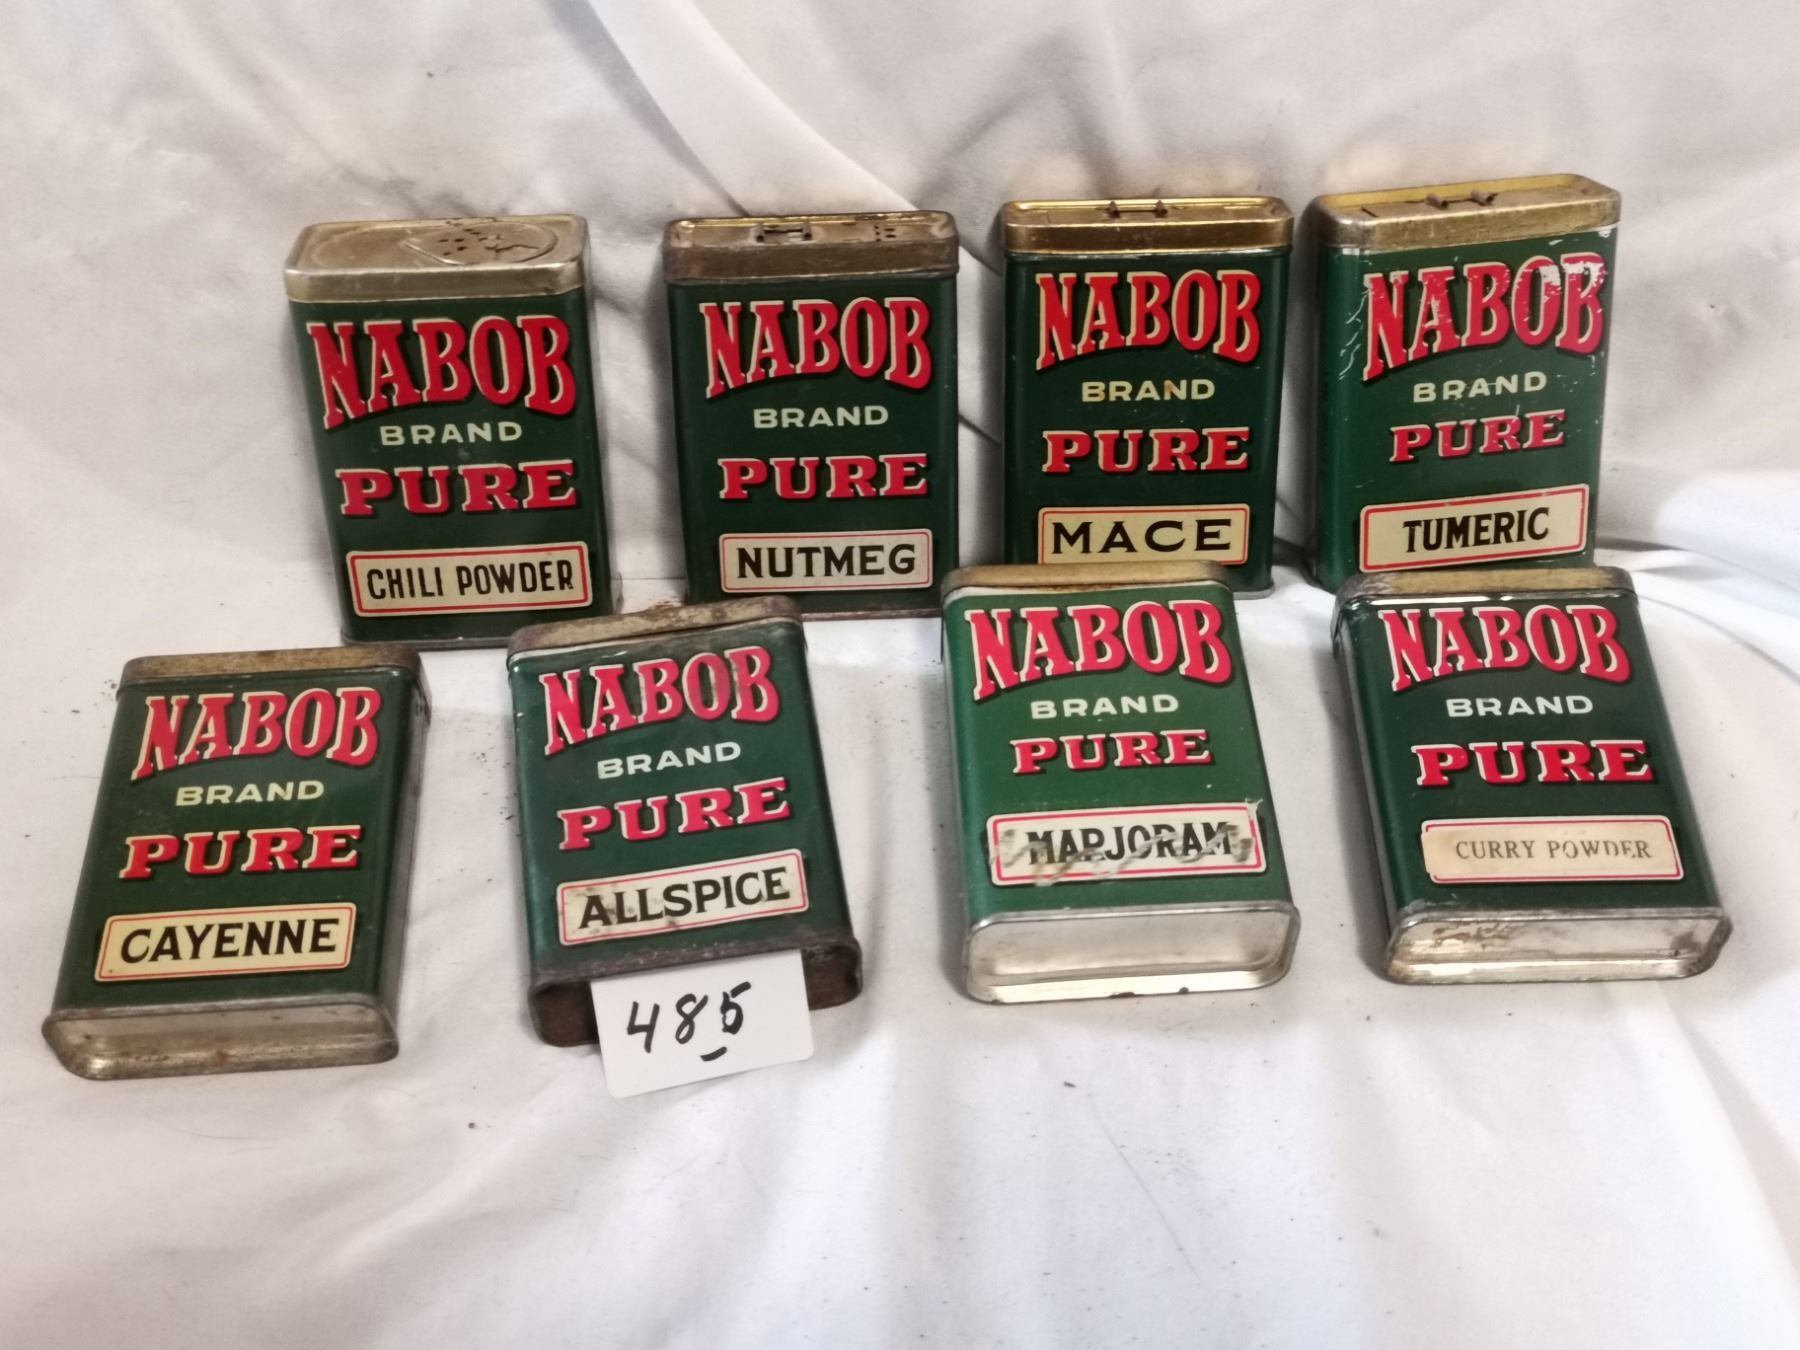 NABOB
BRAND
PURE
CHILI POWDER
NABOB
BRAND
PURE
NUTMEG
NABOB
BRAND
PURE
MACE
NABOB
BRAND
PURE
TUMERIC
NABOB
BRAND
PURE
CAYENNE
NABOB
BRAND
PURE
ALLSPICE
485
NABOB
BRAND
PURE
MARJORAM
NABOB
BRAND
PURE
CURRY POWDER